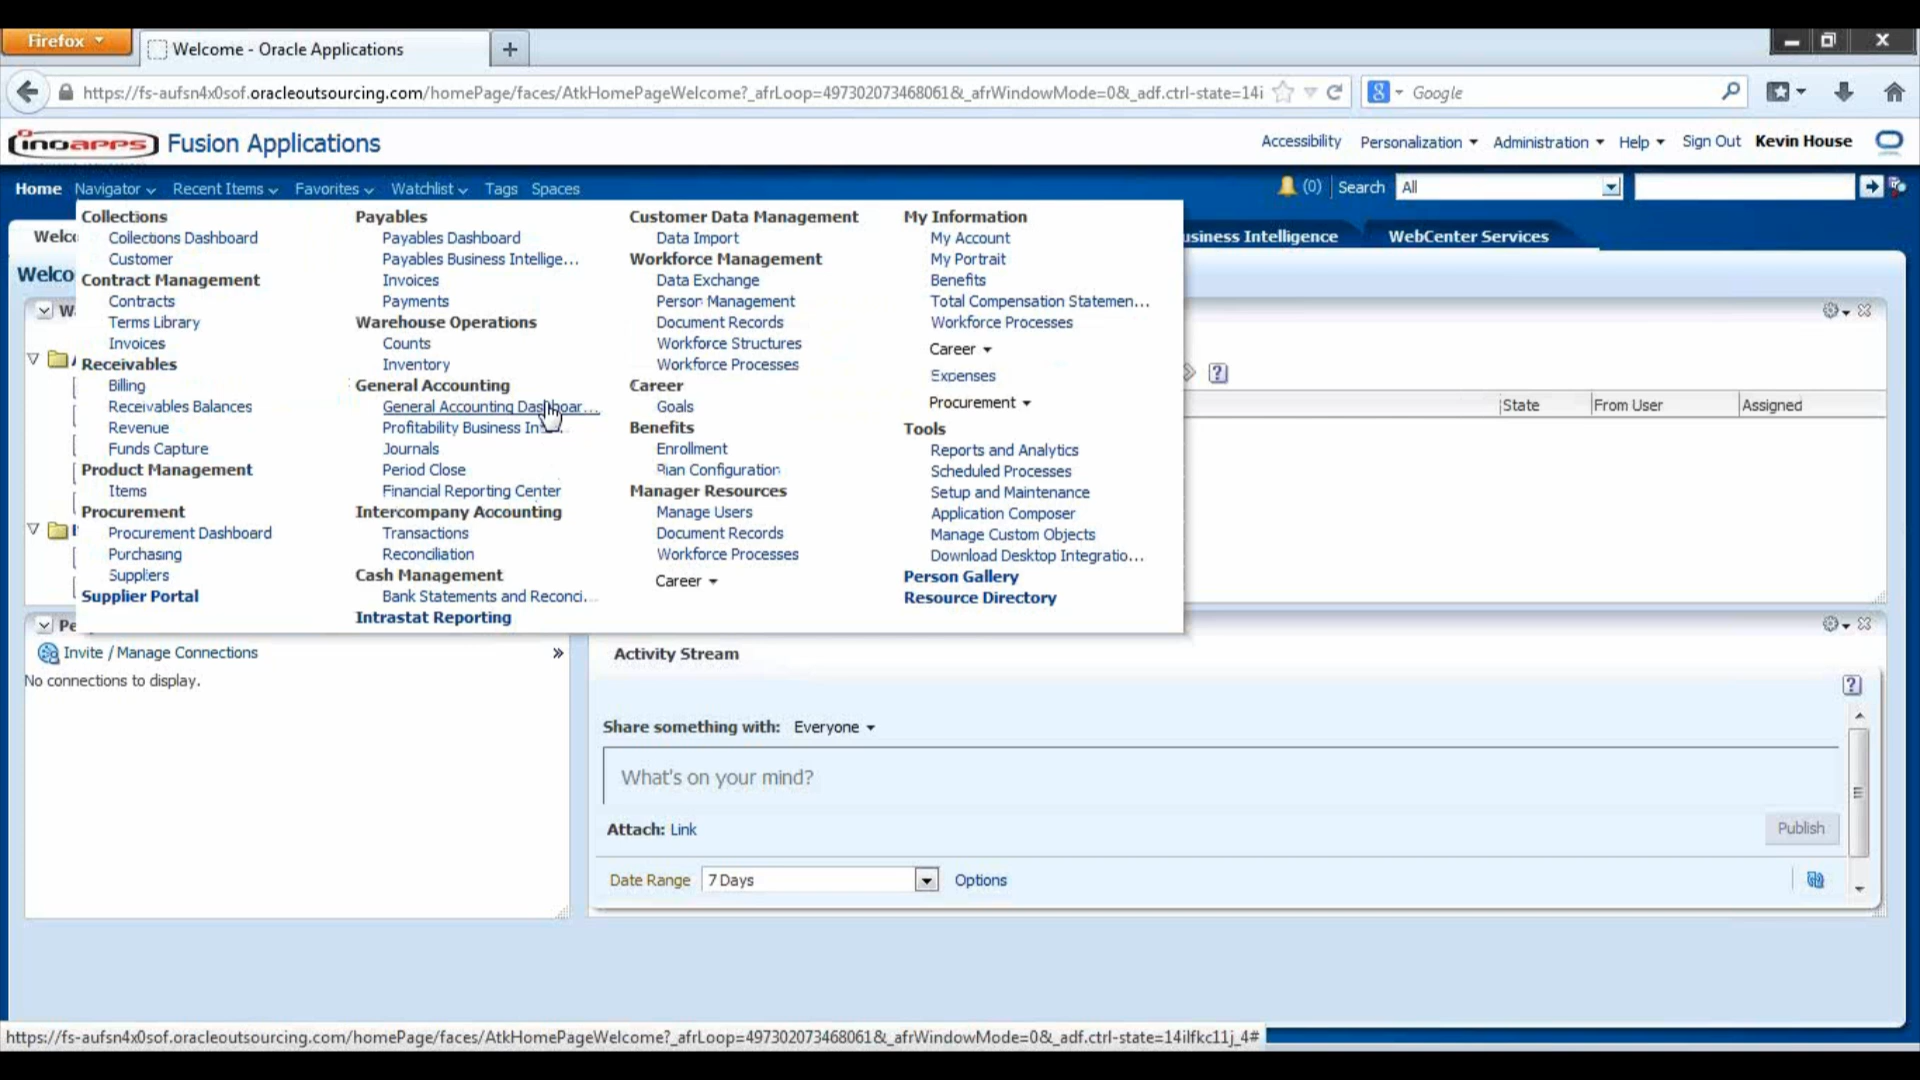 Firefox
Welcome - Oracle Applications
https://fs-aufsn4x0sof.oracleoutsourcing.com/homePage/faces/AtkHomePageWelcome?_afrLoop=497302073468061&_afrWindowMode=0&_adf.ctrl-state=14i
Google
inoapps Fusion Applications
Accessibility Personalization Administration Help Sign Out Kevin House
Home Navigator Recent Items Favorites Watchlist Tags Spaces
(0) Search All
usiness Intelligence
WebCenter Services
Welc
Welco
Collections
Collections Dashboard
Customer
Contract Management
Contracts
Terms Library
Invoices
Receivables
Billing
Receivables Balances
Revenue
Funds Capture
Product Management
Items
Procurement
Procurement Dashboard
Purchasing
Suppliers
Supplier Portal
Payables
Payables Dashboard
Payables Business Intellige...
Invoices
Payments
Warehouse Operations
Counts
Inventory
General Accounting
General Accounting Dashboar...
Profitability Business In
Journals
Period Close
Financial Reporting Center
Intercompany Accounting
Transactions
Reconciliation
Cash Management
Bank Statements and Reconci...
Intrastat Reporting
Customer Data Management
Data Import
Workforce Management
Data Exchange
Person Management
Document Records
Workforce Structures
Workforce Processes
Career
Goals
Benefits
Enrollment
Plan Configuration
Manager Resources
Manage Users
Document Records
Workforce Processes
Career
My Information
My Account
My Portrait
Benefits
Total Compensation Statemen...
Workforce Processes
Career
Expenses
Procurement
Tools
Reports and Analytics
Scheduled Processes
Setup and Maintenance
Application Composer
Manage Custom Objects
Download Desktop Integratio...
Person Gallery
Resource Directory
State From User Assigned
Pe
Invite / Manage Connections »
No connections to display.
Activity Stream
Share something with: Everyone
What's on your mind?
Attach: Link
Publish
Date Range 7 Days Options
https://fs-aufsn4x0sof.oracleoutsourcing.com/homePage/faces/AtkHomePageWelcome?_afrLoop=497302073468061&_afrWindowMode=0&_adf.ctrl-state=14ilfkc11j_4#